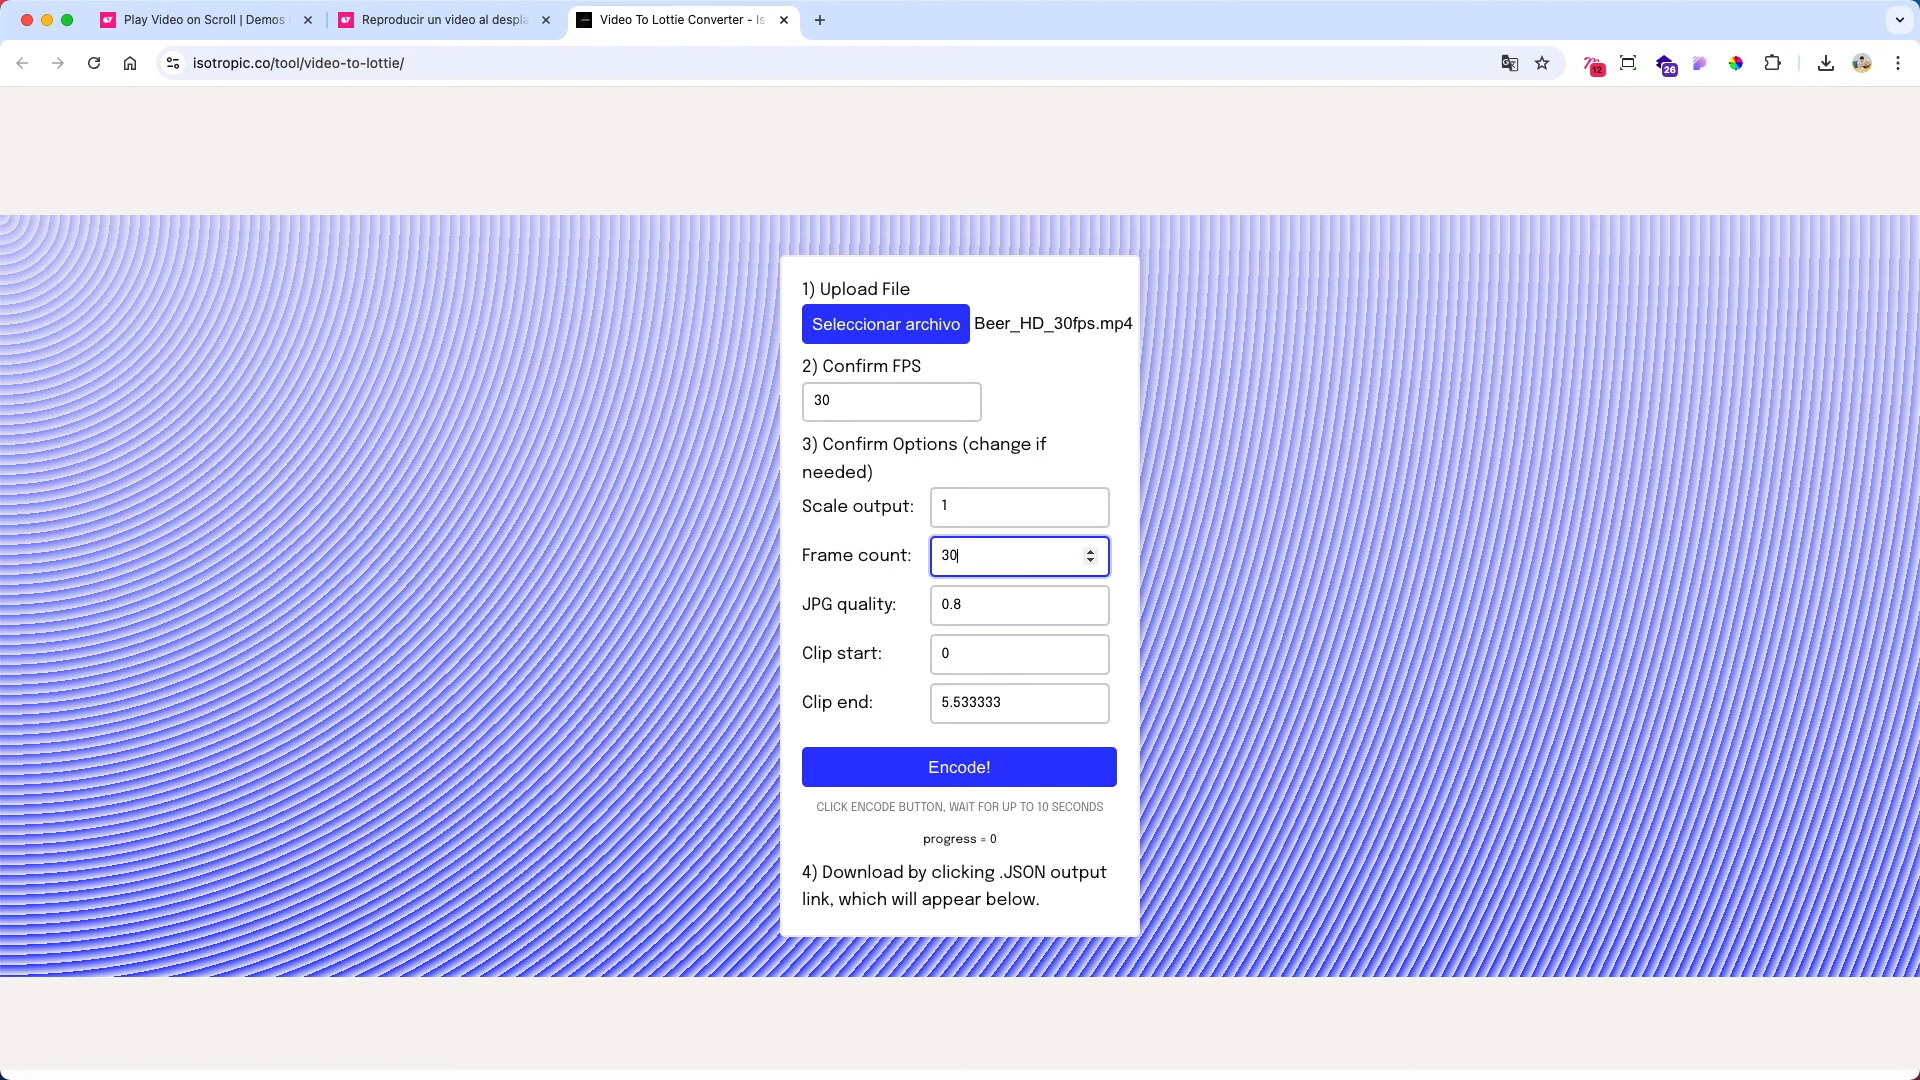 Play Video on Scroll | Demos
Reproducir un video al despla
Video To Lottie Converter - Is
isotropic.co/tool/video-to-lottie/
12
26
1) Upload File
Seleccionar archivo Beer_HD_30fps.mp4
2) Confirm FPS
30
3) Confirm Options (change if
needed)
Scale output: 1
Frame count: 30
JPG quality: 0.8
Clip start: 0
Clip end: 5.533333
Encode!
CLICK ENCODE BUTTON, WAIT FOR UP TO 10 SECONDS
progress = 0
4) Download by clicking .JSON output
link, which will appear below.